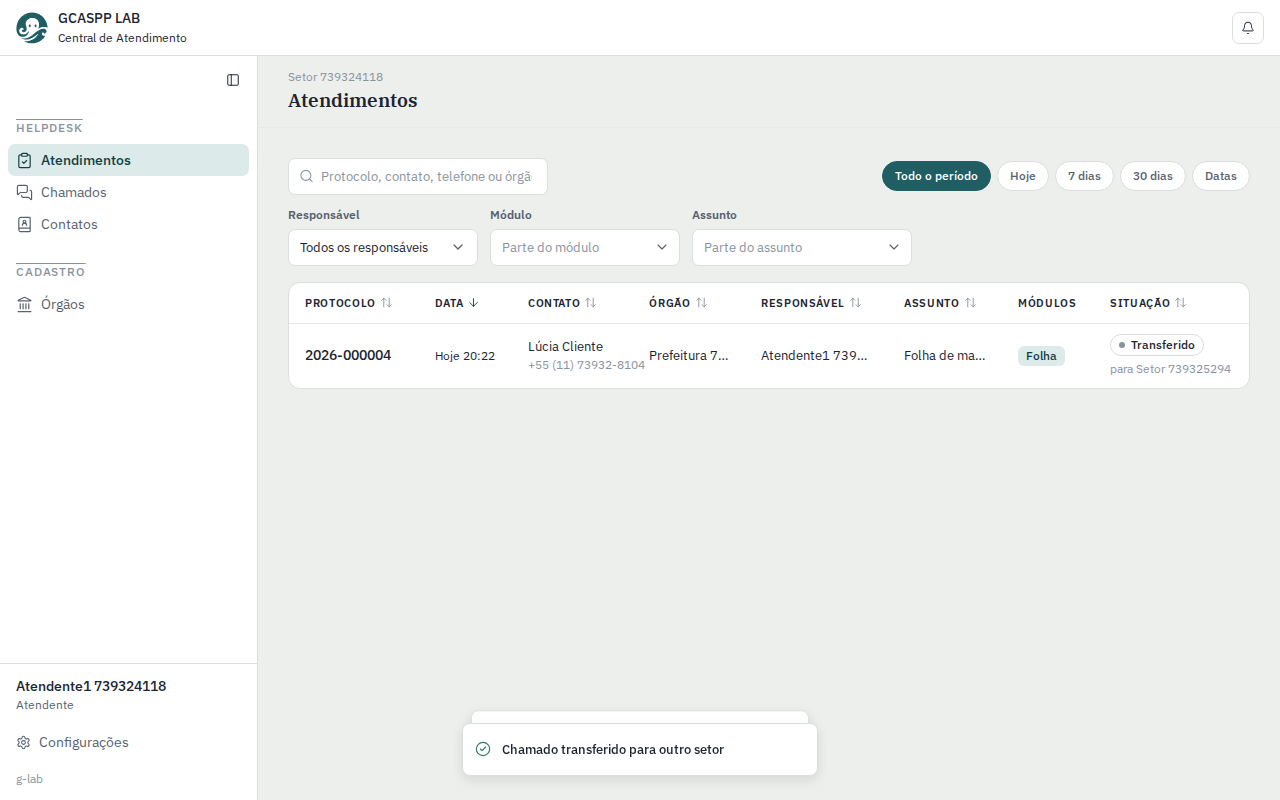 GCASPP LAB
Central de Atendimento
HELPDESK
Atendimentos
Chamados
Contatos
CADASTRO
Órgãos
Atendente1 739324118
Atendente
Configurações
g-lab
Setor 739324118
Atendimentos
Protocolo, contato, telefone ou órgã
Todo o período Hoje 7 dias 30 dias Datas
Responsável Módulo Assunto
Todos os responsáveis Parte do módulo Parte do assunto
PROTOCOLO DATA CONTATO ÓRGÃO RESPONSÁVEL ASSUNTO MÓDULOS SITUAÇÃO
2026-000004 Hoje 20:22 Lúcia Cliente Prefeitura 7... Atendente1 739... Folha de ma... Folha Transferido
+55 (11) 73932-8104 para Setor 739325294
Chamado transferido para outro setor